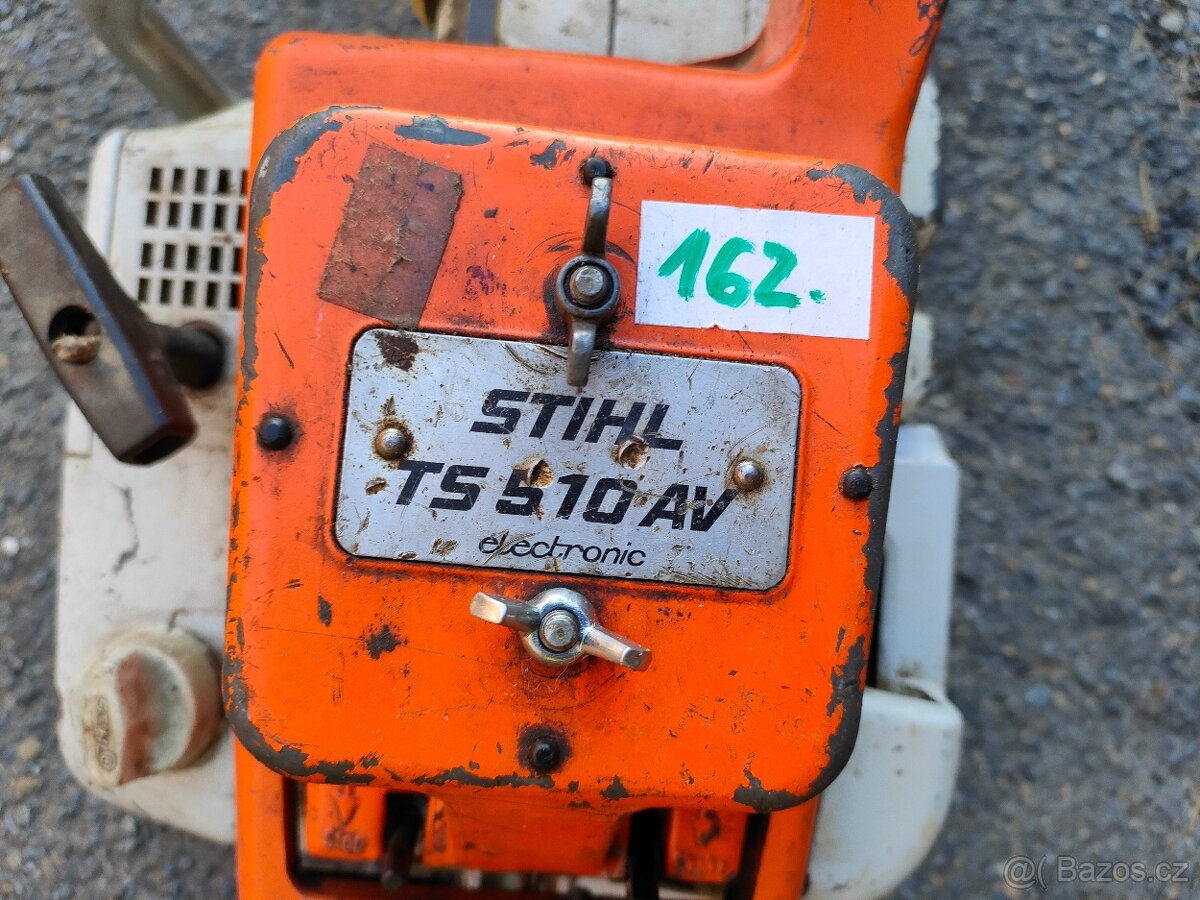 162.
STIHL
TS 510 AV
electronic
@( Bazos.cz